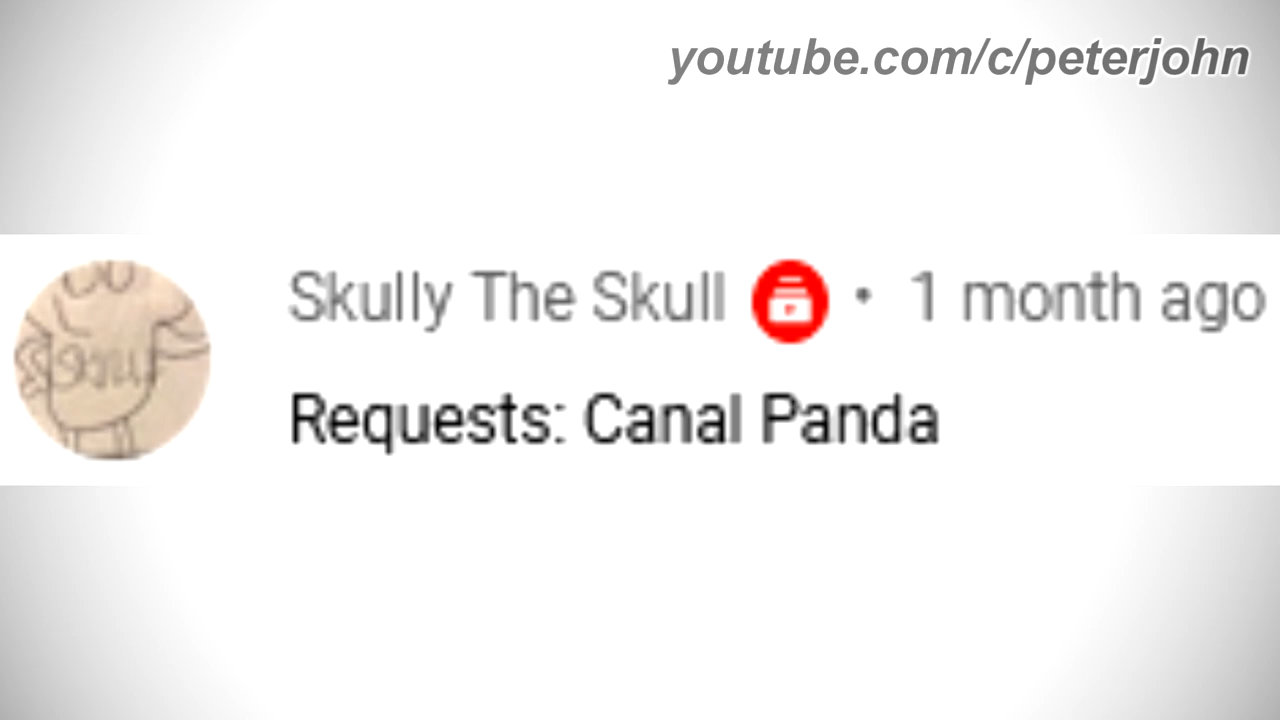 youtube.com/c/peterjohn
Skully The Skull • 1 month ago
Requests: Canal Panda